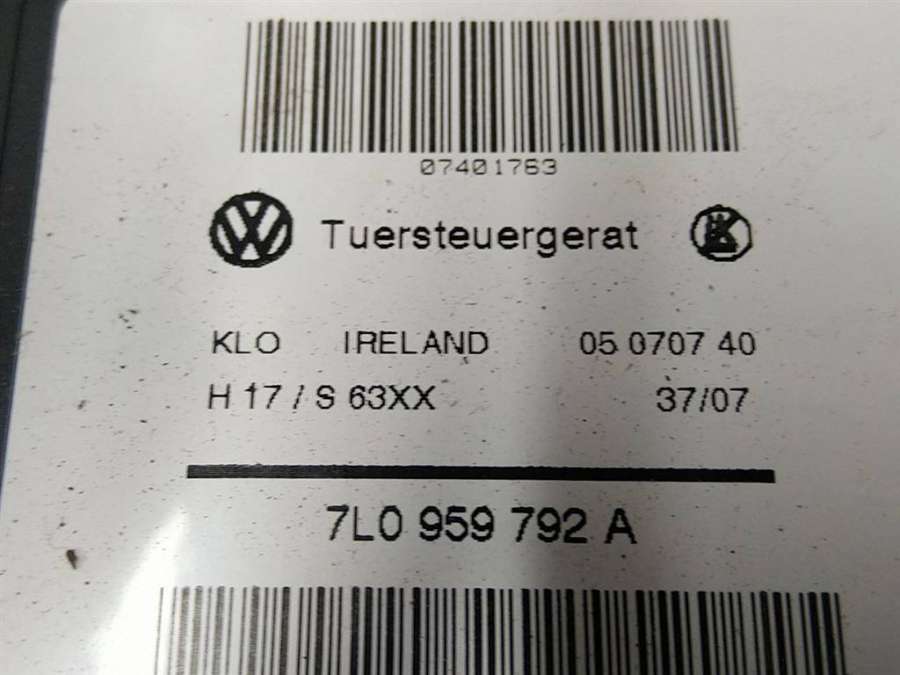 07401763
Tuersteuergerat
KLO IRELAND 05 0707 40
H 17 / S 63XX 37/07
7L0 959 792 A